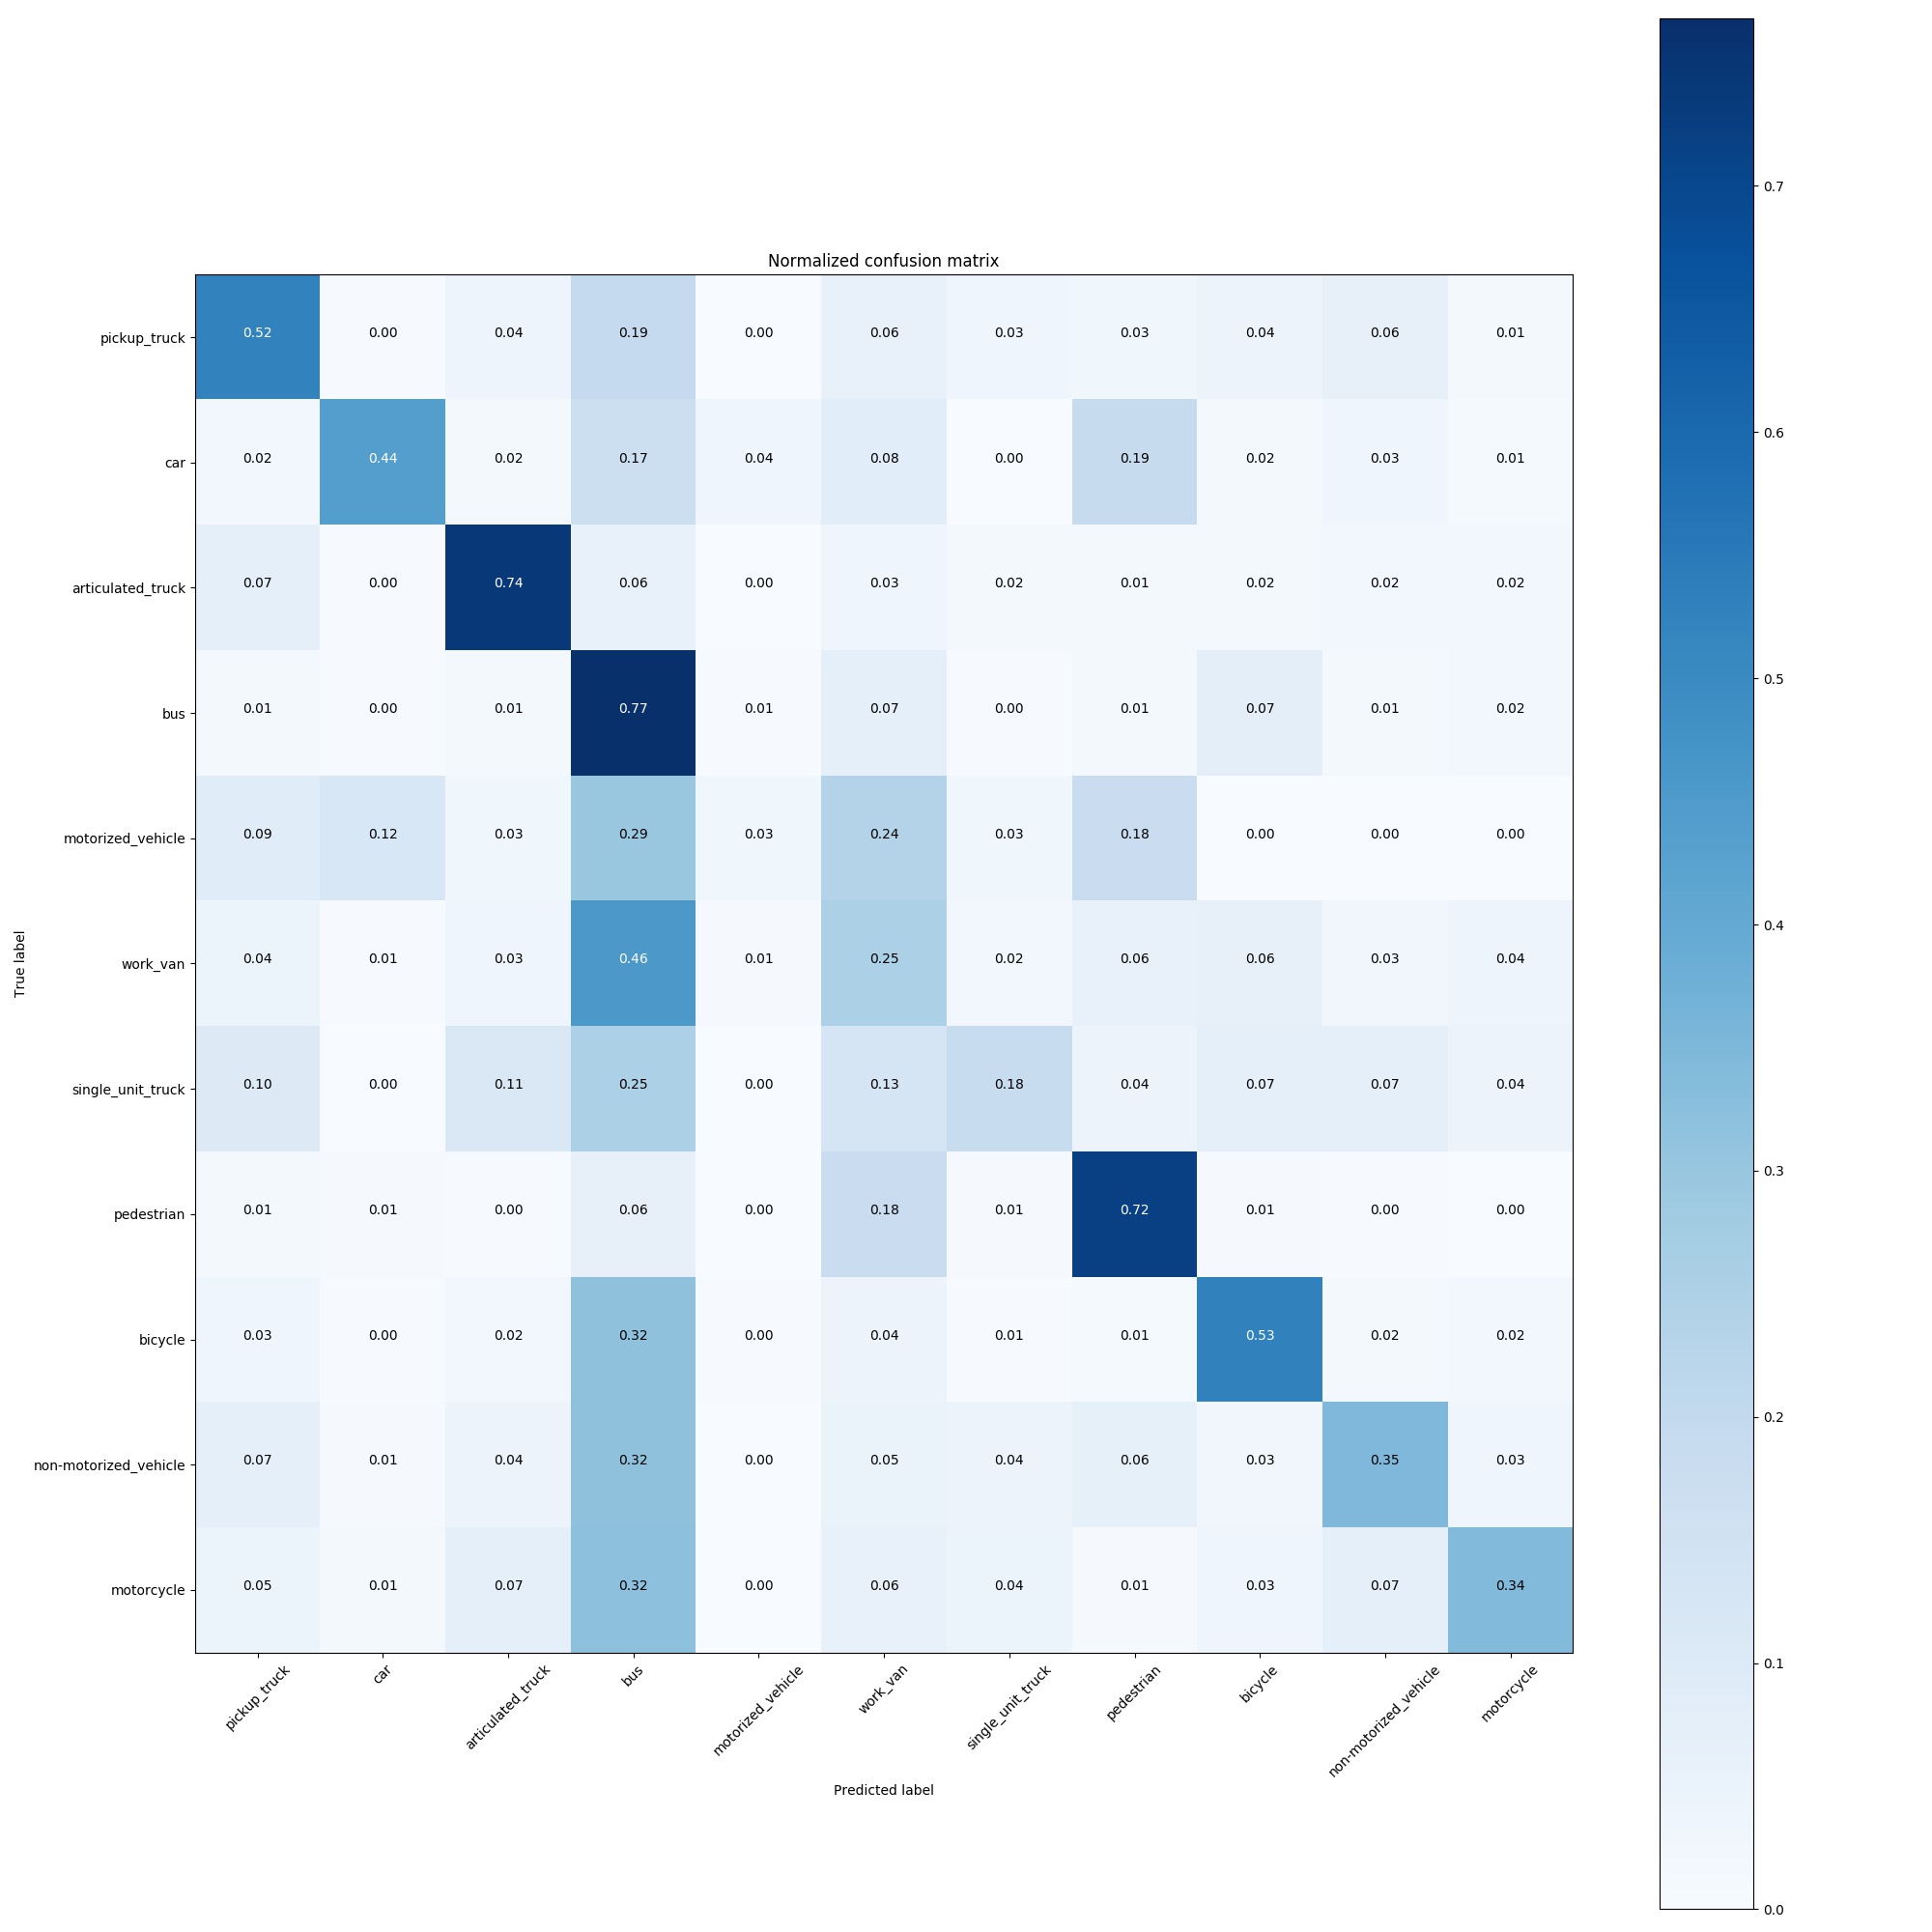 Normalized confusion matrix
pickup_truck 0.52 0.00 0.04 0.19 0.00 0.06 0.03 0.03 0.04 0.06 0.01
car 0.02 0.44 0.02 0.17 0.04 0.08 0.00 0.19 0.02 0.03 0.01
articulated_truck 0.07 0.00 0.74 0.06 0.00 0.03 0.02 0.01 0.02 0.02 0.02
bus 0.01 0.00 0.01 0.77 0.01 0.07 0.00 0.01 0.07 0.01 0.02
motorized_vehicle 0.09 0.12 0.03 0.29 0.03 0.24 0.03 0.18 0.00 0.00 0.00
True label
work_van 0.04 0.01 0.03 0.46 0.01 0.25 0.02 0.06 0.06 0.03 0.04
single_unit_truck 0.10 0.00 0.11 0.25 0.00 0.13 0.18 0.04 0.07 0.07 0.04
pedestrian 0.01 0.01 0.00 0.06 0.00 0.18 0.01 0.72 0.01 0.00 0.00
bicycle 0.03 0.00 0.02 0.32 0.00 0.04 0.01 0.01 0.53 0.02 0.02
non-motorized_vehicle 0.07 0.01 0.04 0.32 0.00 0.05 0.04 0.06 0.03 0.35 0.03
motorcycle 0.05 0.01 0.07 0.32 0.00 0.06 0.04 0.01 0.03 0.07 0.34
pickup_truck car articulated_truck bus motorized_vehicle work_van single_unit_truck pedestrian bicycle non-motorized_vehicle motorcycle
Predicted label
0.7
0.6
0.5
0.4
0.3
0.2
0.1
0.0